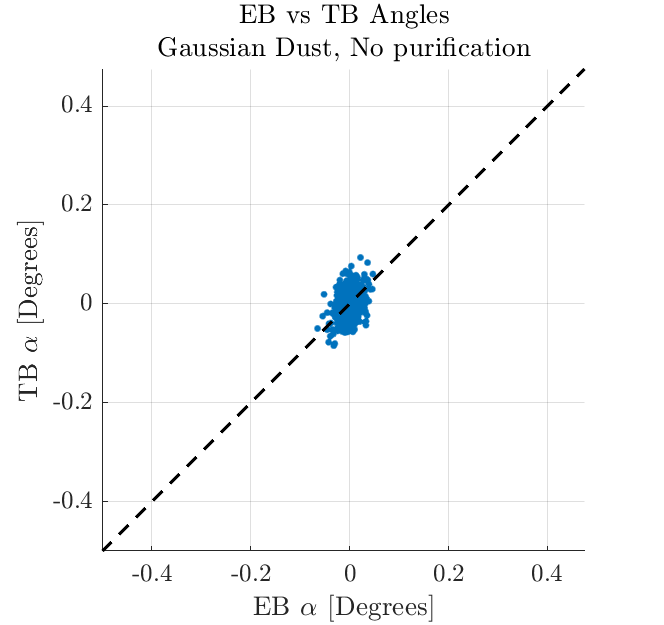 EB vs TB Angles
Gaussian Dust, No purification
0.4
0.2
0
-0.2
-0.4
TB α [Degrees]
-0.4 -0.2 0 0.2 0.4
EB α [Degrees]